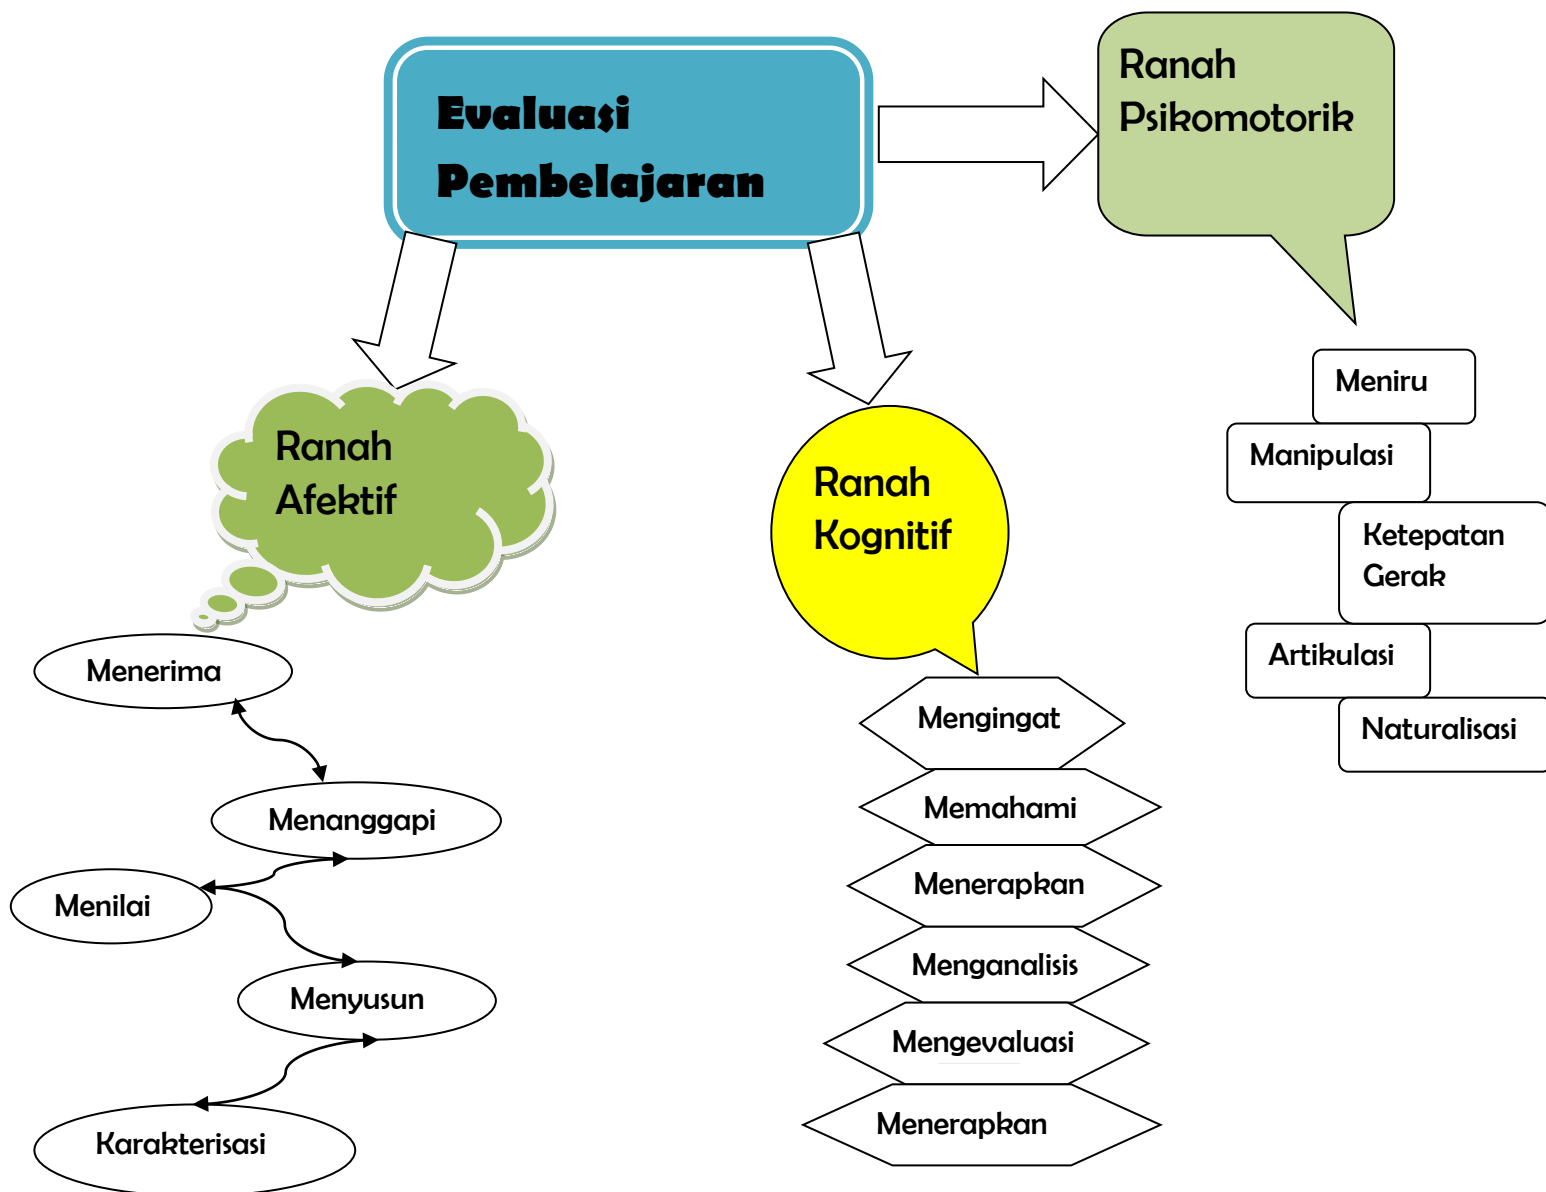 Evaluasi
Pembelajaran
Ranah
Psikomotorik
Meniru
Manipulasi
Ketepatan
Gerak
Artikulasi
Naturalisasi
Ranah
Afektif
Menerima
Menanggapi
Menilai
Menyusun
Karakterisasi
Ranah
Kognitif
Mengingat
Memahami
Menerapkan
Menganalisis
Mengevaluasi
Menerapkan